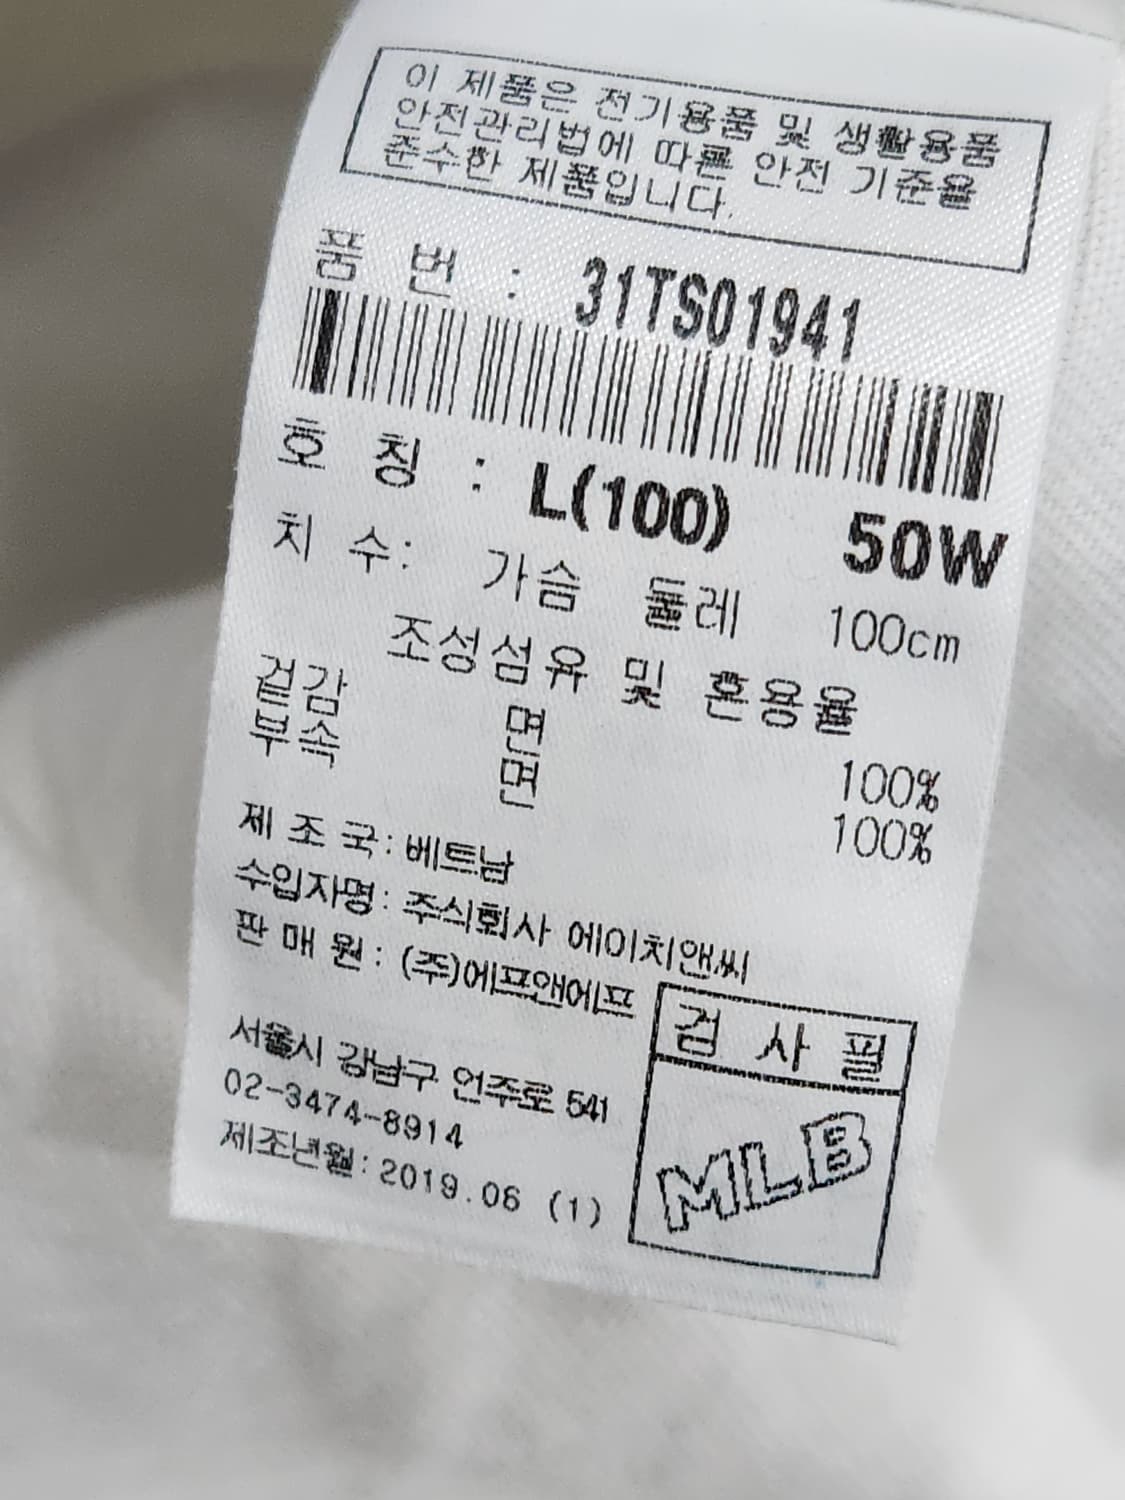 이 제품은 전기용품 및 생활용품
안전관리법에 따른 안전 기준을
준수한 제품입니다.
품 번 : 31TS01941
호 칭 : L(100) 50W
치 수: 가슴 둘레 100cm
조성섬유 및 혼용율
겉감 면 100%
부속 면 100%
제 조 국 : 베트남
수입자명 : 주식회사 에이치앤씨
판 매 원 : (주)에프앤에프
서울시 강남구 언주로 541
02-3474-8914
제조년월 : 2019.06 (1)
검 사 필
MLB